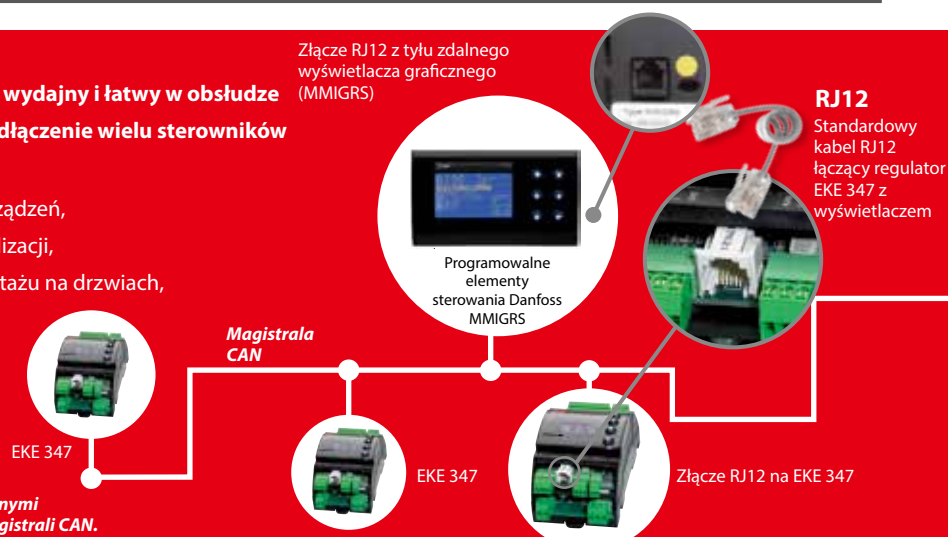 Złącze RJ12 z tyłu zdalnego
wyświetlacza graficznego
(MMIGRS)
wydajny i łatwy w obsłudze
dłączenie wielu sterowników
ządzeń,
lizacji,
tażu na drzwiach,
RJ12
Standardowy
kabel RJ12
łączący regulator
EKE 347 z
wyświetlaczem
Programowalne
elementy
sterowania Danfoss
MMIGRS
Magistrala
CAN
EKE 347
EKE 347
Złącze RJ12 na EKE 347
nymi
gistrali CAN.